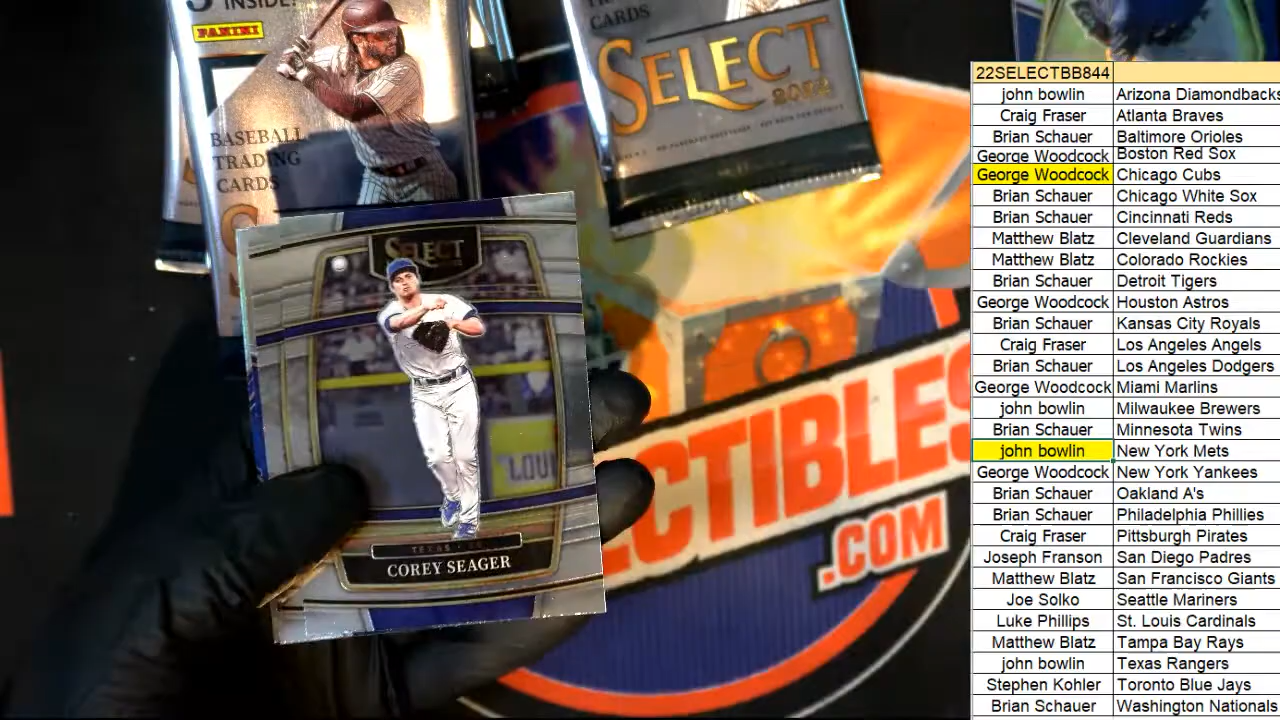 INSIDE!
PANINI
BASEBALL
TRADING
CARDS
CARDS
SELECT
2022
SELECT
TEXAS
COREY SEAGER
ECTIBLES
.COM
22SELECTBB844
john bowlin Arizona Diamondbacks
Craig Fraser Atlanta Braves
Brian Schauer Baltimore Orioles
George Woodcock Boston Red Sox
George Woodcock Chicago Cubs
Brian Schauer Chicago White Sox
Brian Schauer Cincinnati Reds
Matthew Blatz Cleveland Guardians
Matthew Blatz Colorado Rockies
Brian Schauer Detroit Tigers
George Woodcock Houston Astros
Brian Schauer Kansas City Royals
Craig Fraser Los Angeles Angels
Brian Schauer Los Angeles Dodgers
George Woodcock Miami Marlins
john bowlin Milwaukee Brewers
Brian Schauer Minnesota Twins
john bowlin New York Mets
George Woodcock New York Yankees
Brian Schauer Oakland A's
Brian Schauer Philadelphia Phillies
Craig Fraser Pittsburgh Pirates
Joseph Franson San Diego Padres
Matthew Blatz San Francisco Giants
Joe Solko Seattle Mariners
Luke Phillips St. Louis Cardinals
Matthew Blatz Tampa Bay Rays
john bowlin Texas Rangers
Stephen Kohler Toronto Blue Jays
Brian Schauer Washington Nationals